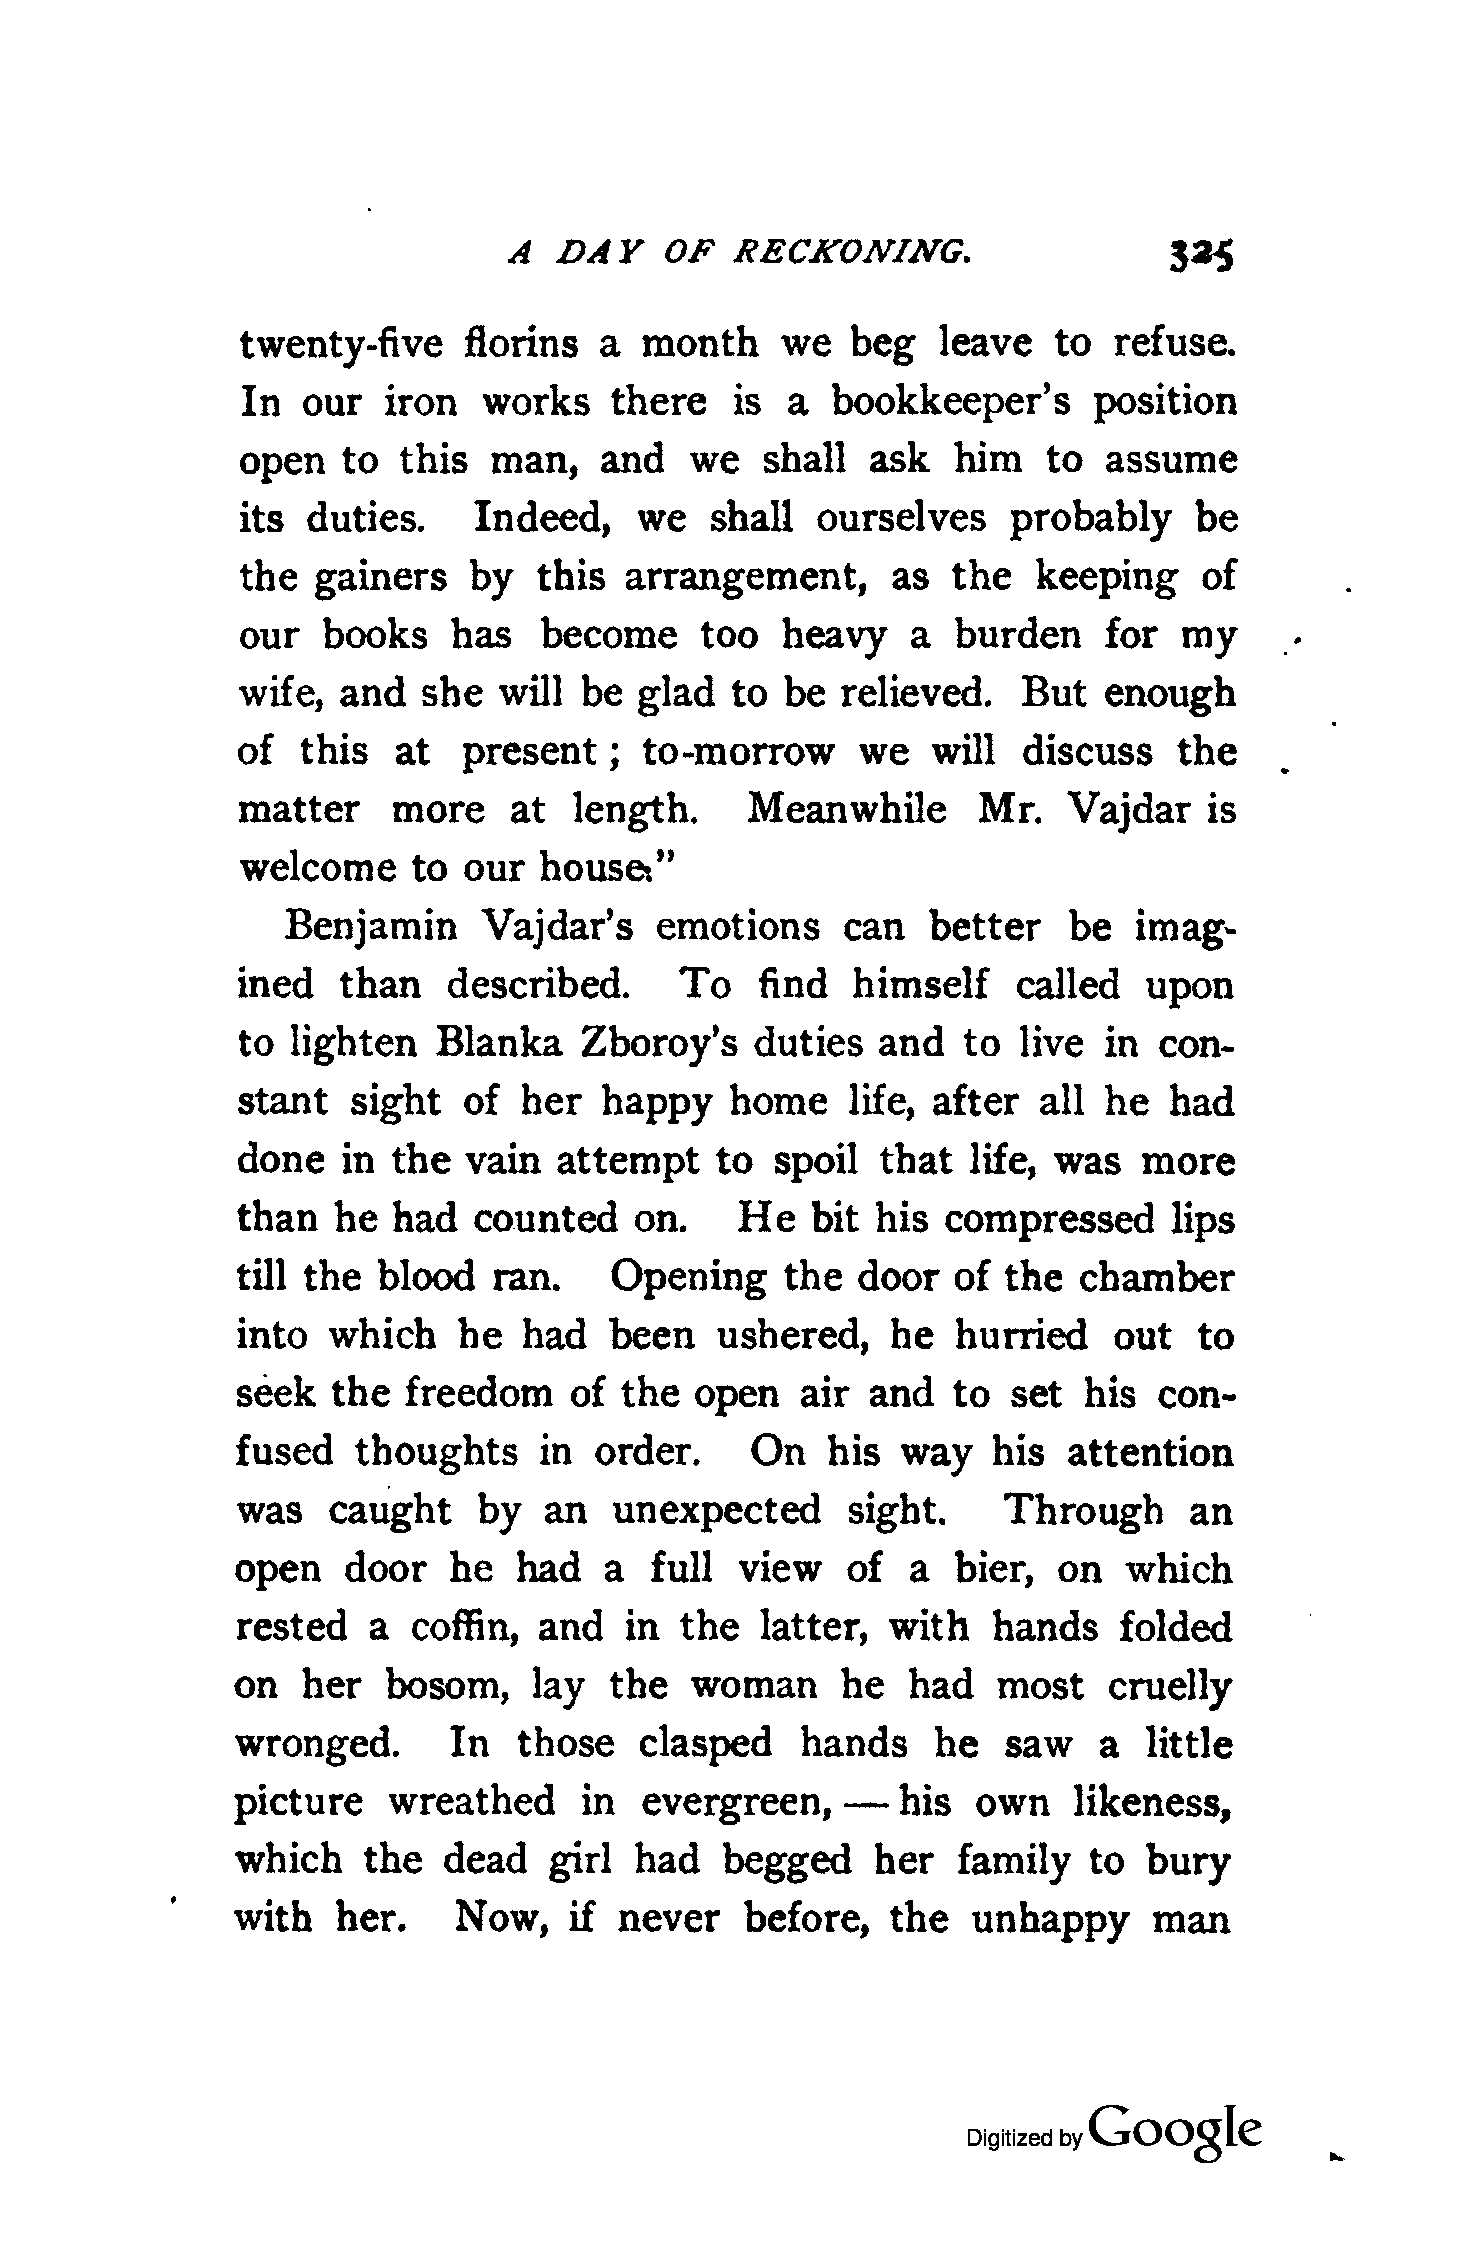 A DAY OF RECKONING. 325
twenty-five florins a month we beg leave to refuse.
In our iron works there is a bookkeeper's position
open to this man, and we shall ask him to assume
its duties. Indeed, we shall ourselves probably be
the gainers by this arrangement, as the keeping of
our books has become too heavy a burden for my
wife, and she will be glad to be relieved. But enough
of this at present ; to-morrow we will discuss the
matter more at length. Meanwhile Mr. Vajdar is
welcome to our house."
Benjamin Vajdar's emotions can better be imag-
ined than described. To find himself called upon
to lighten Blanka Zboroy's duties and to live in con-
stant sight of her happy home life, after all he had
done in the vain attempt to spoil that life, was more
than he had counted on. He bit his compressed lips
till the blood ran. Opening the door of the chamber
into which he had been ushered, he hurried out to
seek the freedom of the open air and to set his con-
fused thoughts in order. On his way his attention
was caught by an unexpected sight. Through an
open door he had a full view of a bier, on which
rested a coffin, and in the latter, with hands folded
on her bosom, lay the woman he had most cruelly
wronged. In those clasped hands he saw a little
picture wreathed in evergreen, — his own likeness,
which the dead girl had begged her family to bury
with her. Now, if never before, the unhappy man
Digitized by Google